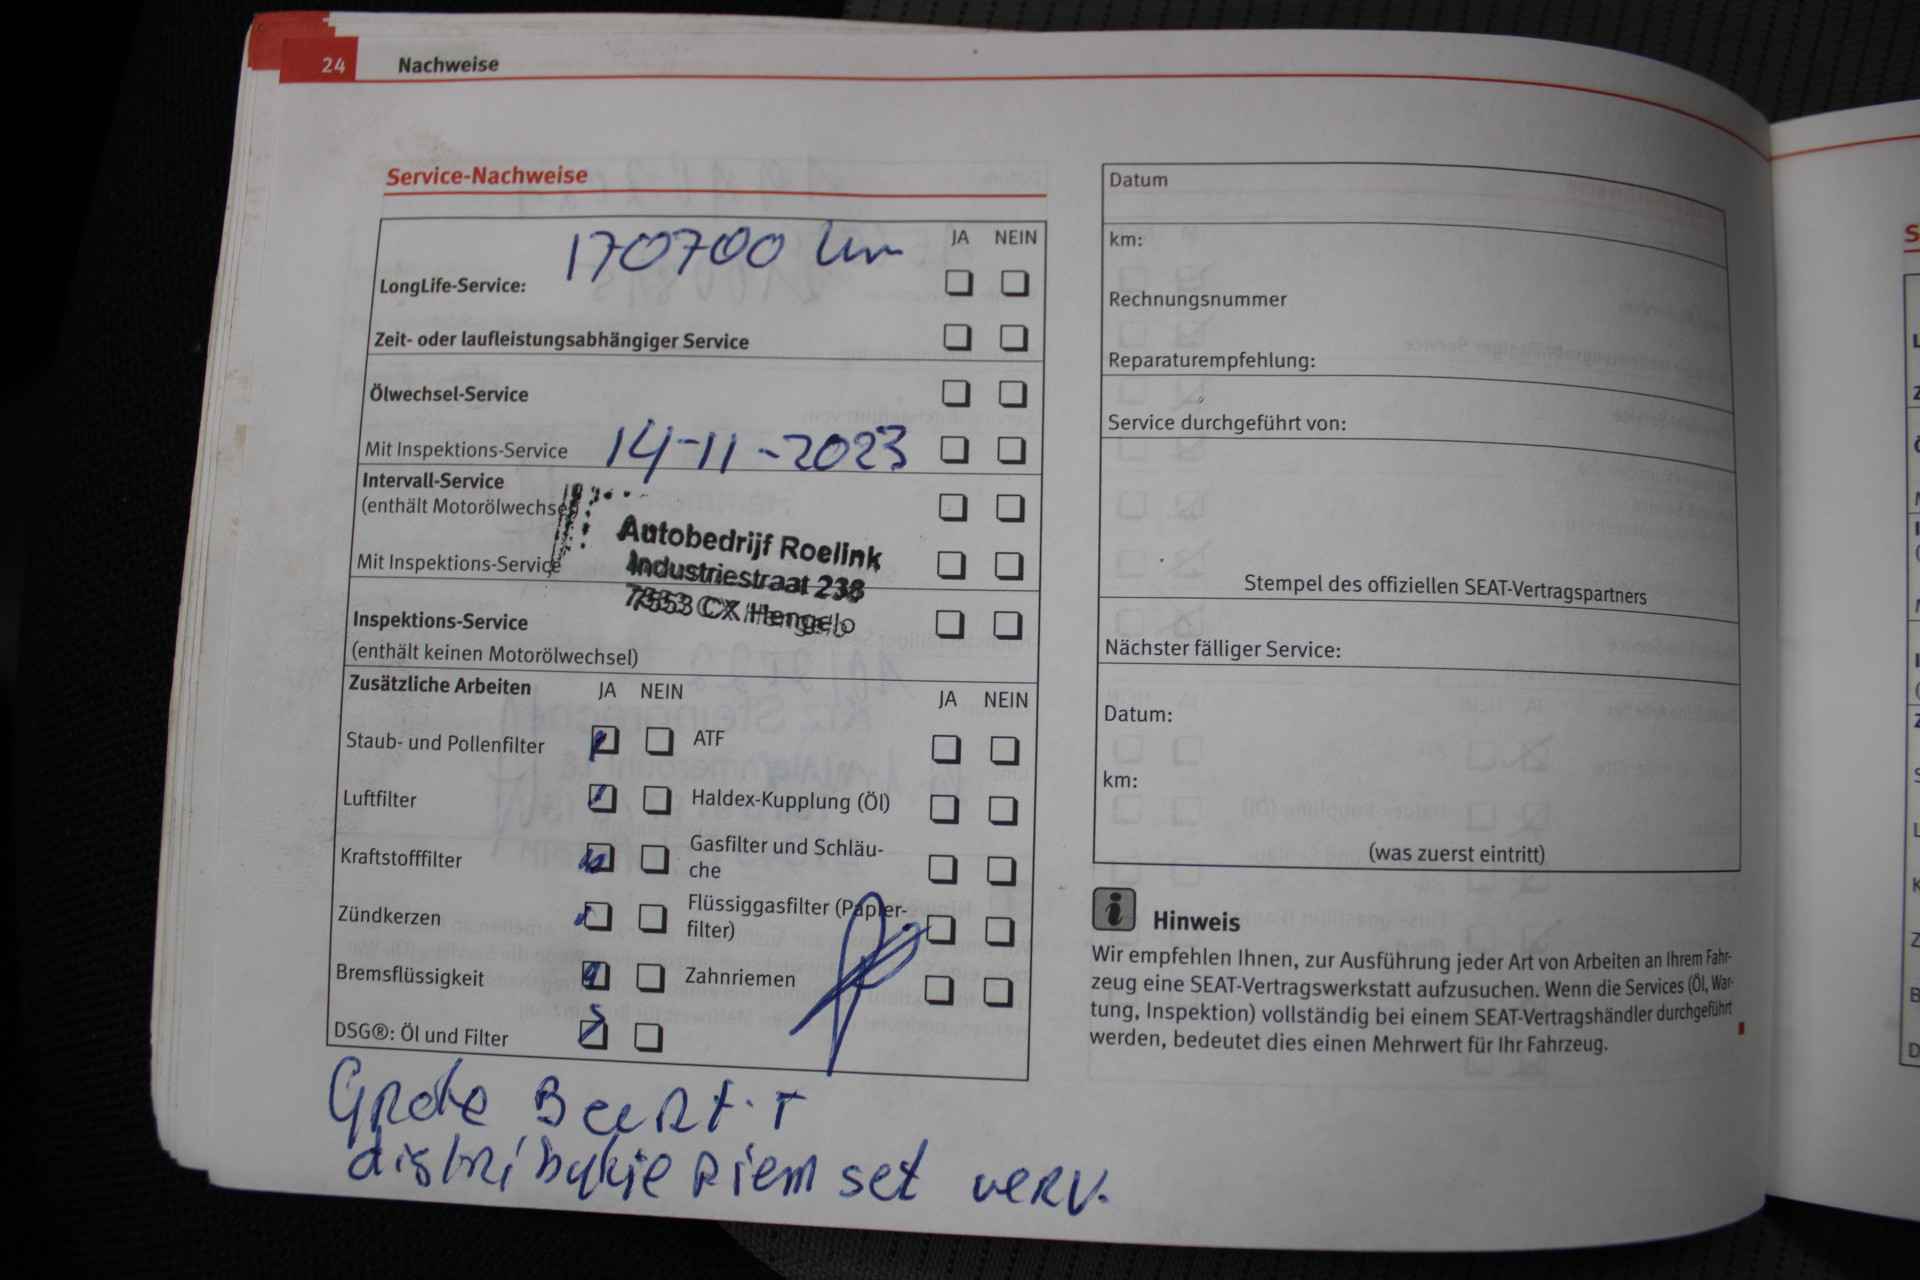 24 Nachweise
Service-Nachweise
170700 km
JA NEIN
LongLife-Service:
Zeit- oder laufleistungsabhängiger Service
Ölwechsel-Service
Mit Inspektions-Service
14-11-2023
Intervall-Service
(enthält Motorölwechsel
Mit Inspektions-Service
Autobedrijf Roelink
Industriestraat 238
7553 CX Hengelo
Inspektions-Service
(enthält keinen Motorölwechsel)
Zusätzliche Arbeiten JA NEIN JA NEIN
Staub- und Pollenfilter ATF
Luftfilter Haldex-Kupplung (Öl)
Kraftstofffilter Gasfilter und Schläu-
che
Zündkerzen Flüssiggasfilter (Papier-
filter)
Bremsflüssigkeit Zahnriemen
DSG®: Öl und Filter
Grote Beurt. +
distributie Riem set verv.
Datum
km:
Rechnungsnummer
Reparaturempfehlung:
Service durchgeführt von:
Stempel des offiziellen SEAT-Vertragspartners
Nächster fälliger Service:
Datum:
km:
(was zuerst eintritt)
Hinweis
Wir empfehlen Ihnen, zur Ausführung jeder Art von Arbeiten an Ihrem Fahr-
zeug eine SEAT-Vertragswerkstatt aufzusuchen. Wenn die Services (Öl, War-
tung, Inspektion) vollständig bei einem SEAT-Vertragshändler durchgeführt
werden, bedeutet dies einen Mehrwert für Ihr Fahrzeug.